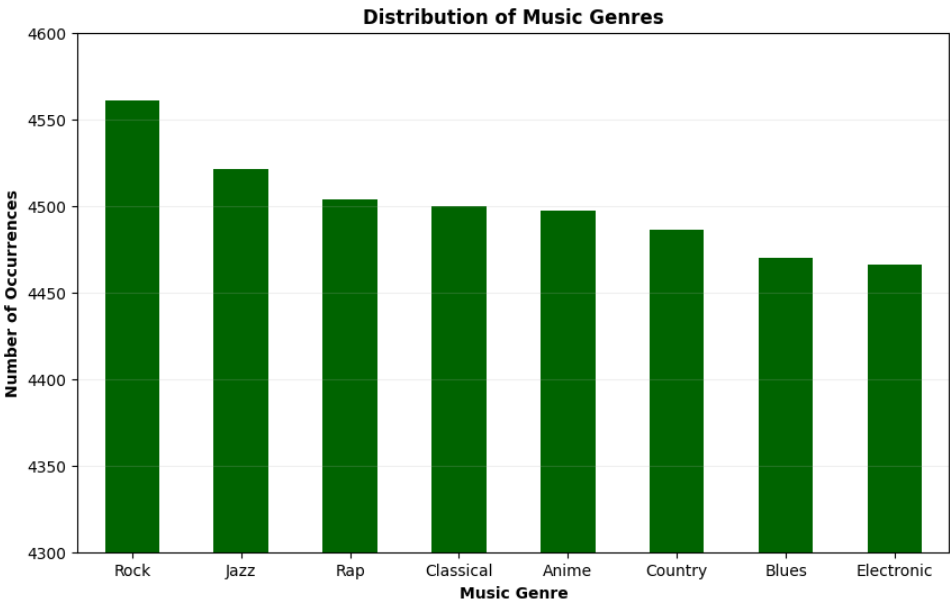 Distribution of Music Genres
4600
4550
4500
4450
4400
4350
4300
Number of Occurrences
Rock Jazz Rap Classical Anime Country Blues Electronic
Music Genre